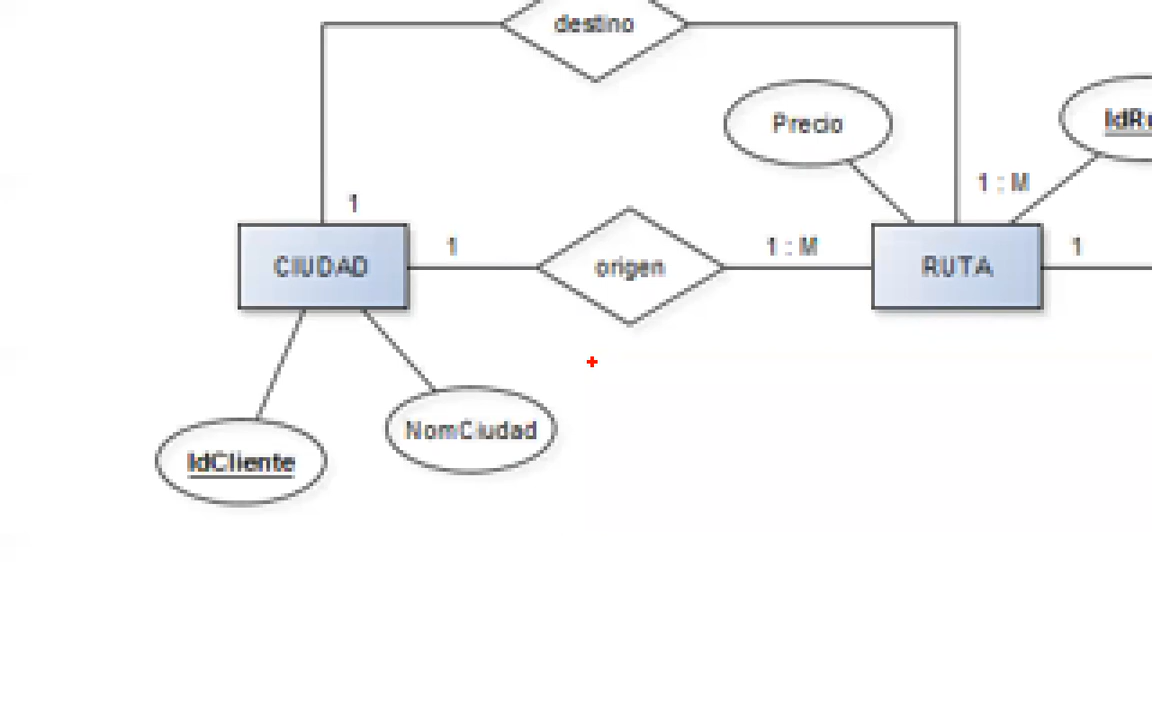 destino
Precio
1 : M
1
1
1 : M
1
CIUDAD
origen
RUTA
NomCiudad
IdCliente